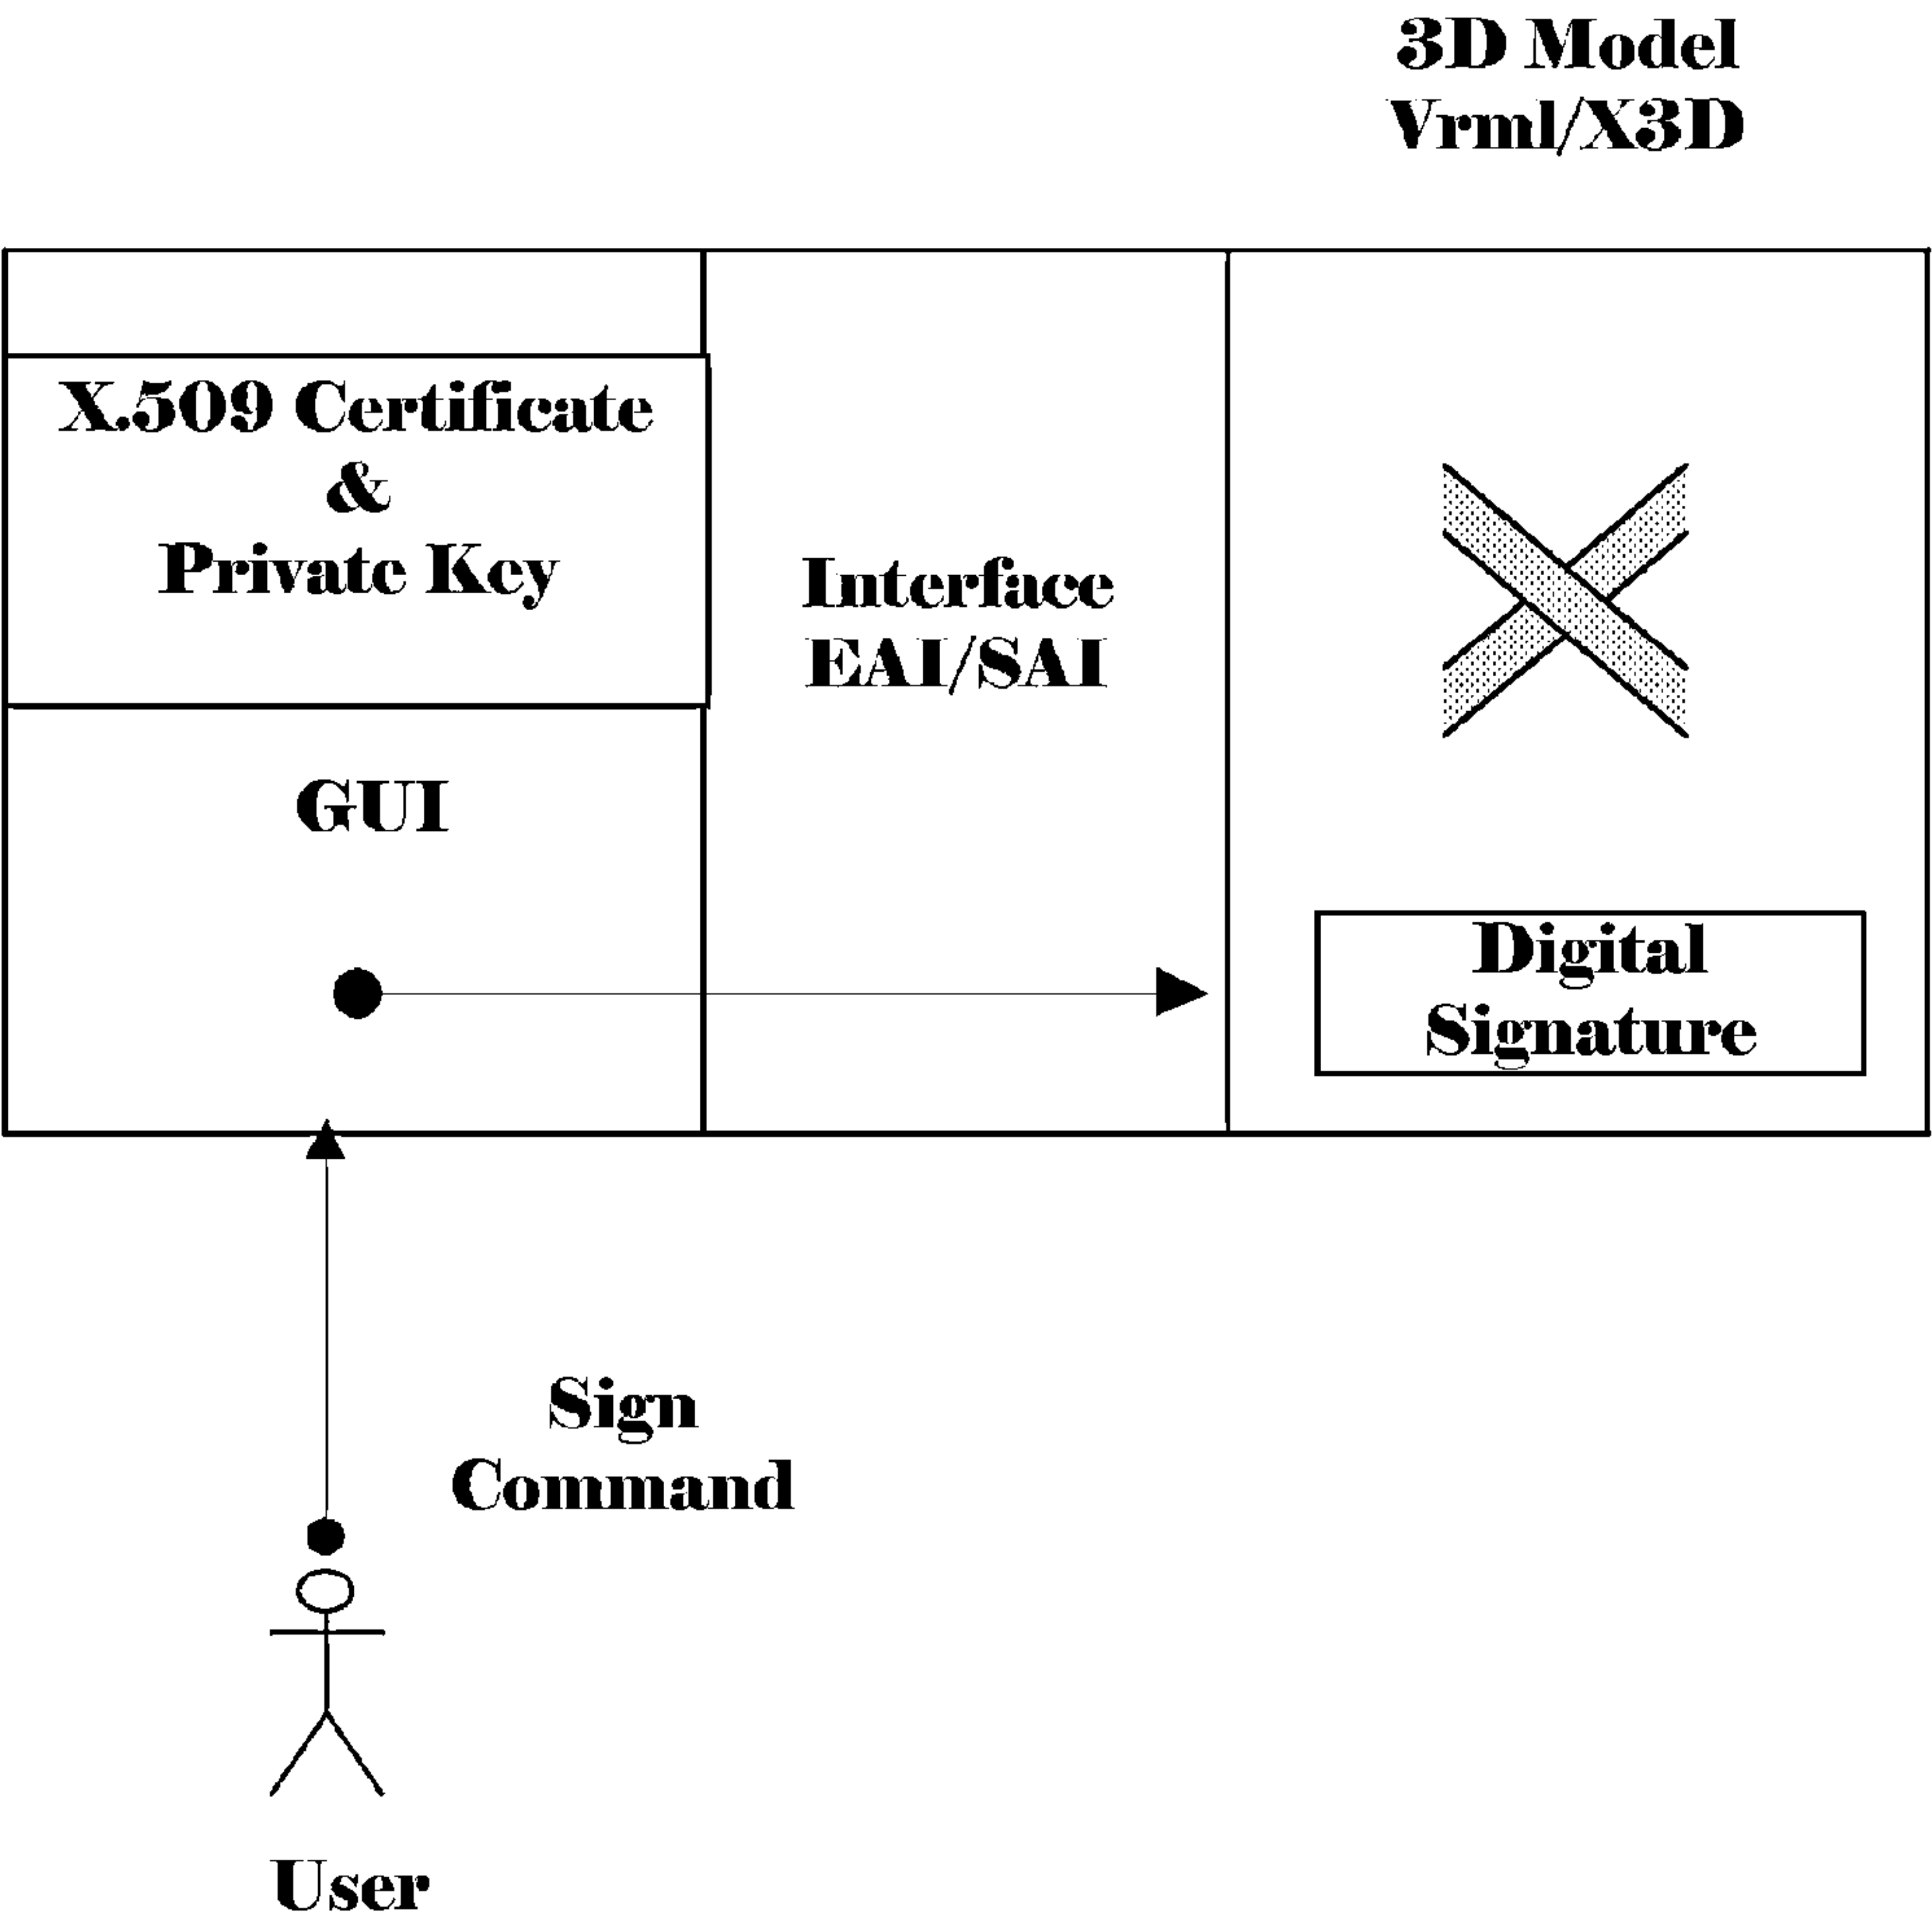 3D Model
Vrml/X3D
X.509 Certificate
&
Private Key
Interface
EAI/SAI
GUI
Digital
Signature
Sign
Command
User